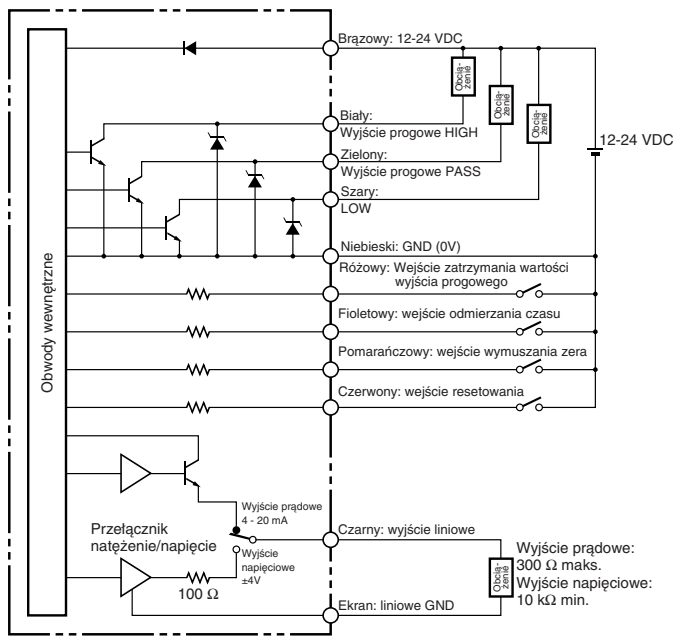 Brązowy: 12-24 VDC
Obcią-
żenie
Obcią-
żenie
Obcią-
żenie
Biały:
Wyjście progowe HIGH
12-24 VDC
Zielony:
Wyjście progowe PASS
Szary:
LOW
Niebieski: GND (0V)
Różowy: Wejście zatrzymania wartości
wyjścia progowego
Fioletowy: wejście odmierzania czasu
Obwody wewnętrzne
Pomarańczowy: wejście wymuszania zera
Czerwony: wejście resetowania
Wyjście prądowe
4 - 20 mA
Czarny: wyjście liniowe
Przełącznik
natężenie/napięcie
Wyjście
napięciowe
±4V
100 Ω
Obcią-
żenie
Wyjście prądowe:
300 Ω maks.
Wyjście napięciowe:
10 kΩ min.
Ekran: liniowe GND